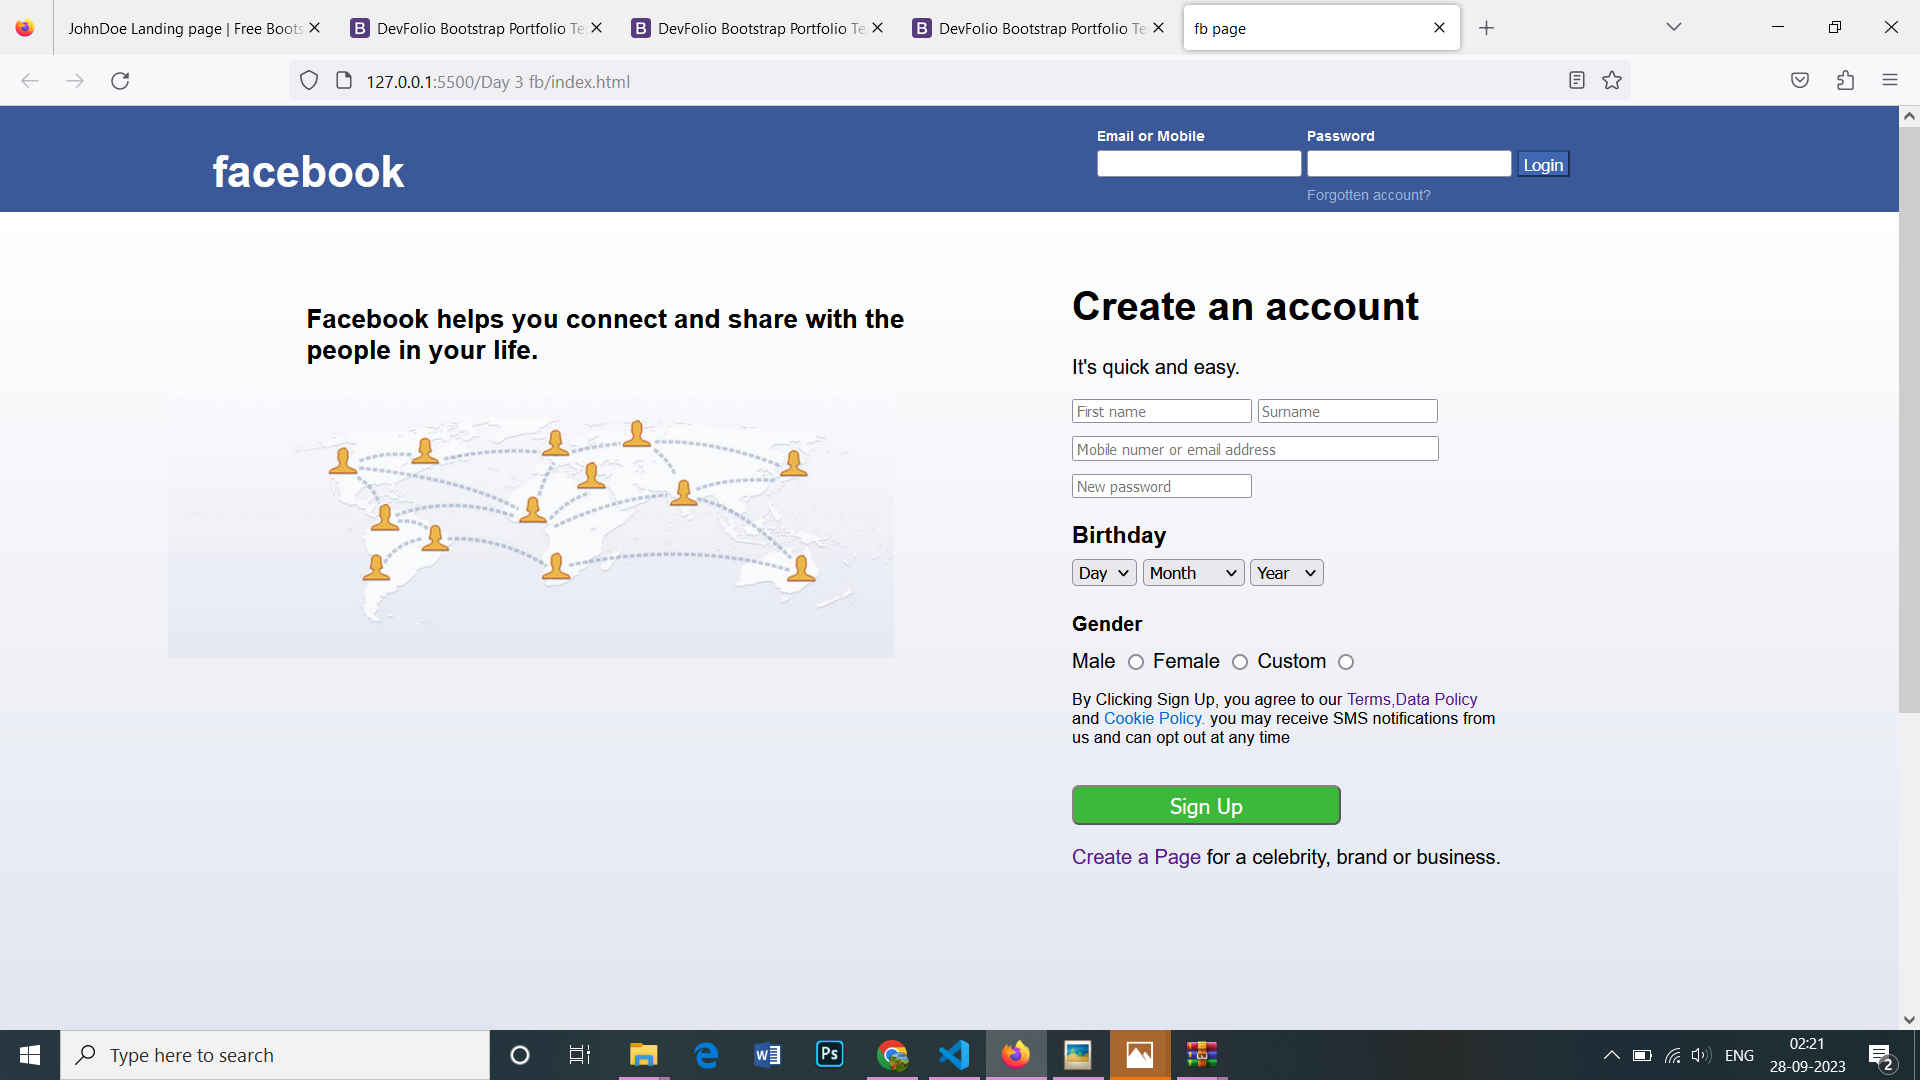 JohnDoe Landing page | Free Boots
DevFolio Bootstrap Portfolio Te
DevFolio Bootstrap Portfolio Te
DevFolio Bootstrap Portfolio Te
fb page
127.0.0.1:5500/Day 3 fb/index.html
Email or Mobile
Password
facebook
Login
Forgotten account?
Facebook helps you connect and share with the
people in your life.
Create an account
It's quick and easy.
First name
Surname
Mobile numer or email address
New password
Birthday
Day
Month
Year
Gender
Male
Female
Custom
By Clicking Sign Up, you agree to our Terms,Data Policy
and Cookie Policy. you may receive SMS notifications from
us and can opt out at any time
Sign Up
Create a Page for a celebrity, brand or business.
Type here to search
Ps
ENG
02:21
28-09-2023
2